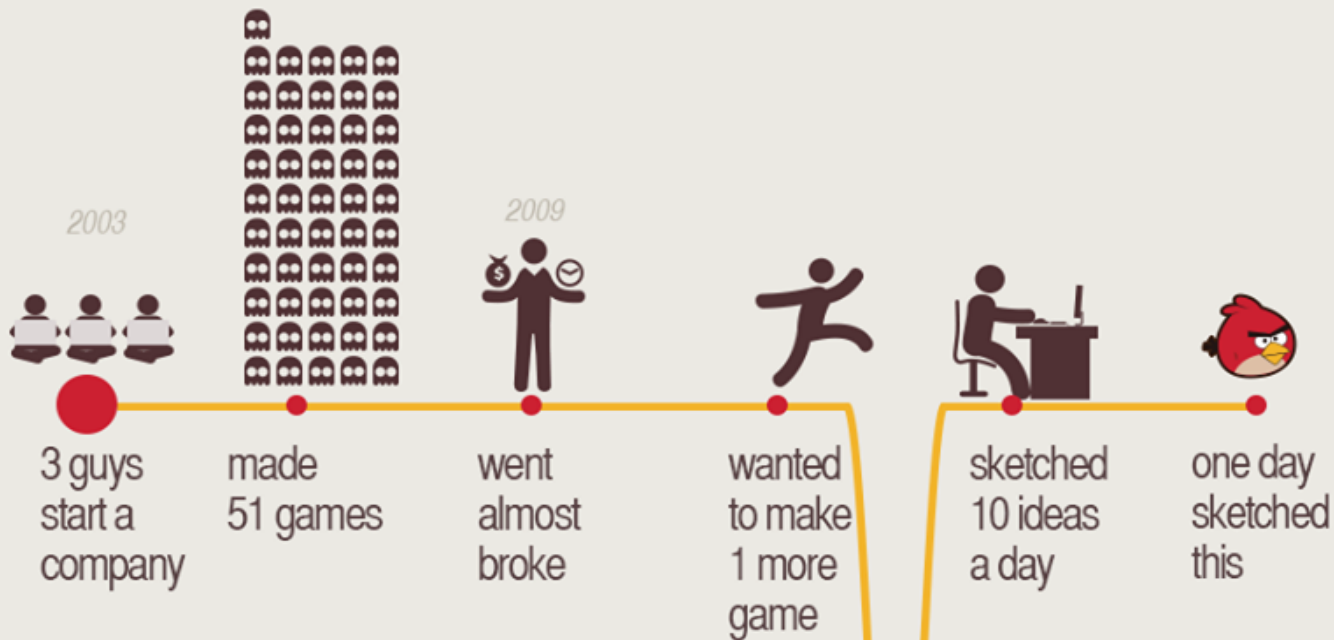 2003
3 guys
start a
company
made
51 games
2009
$
went
almost
broke
wanted
to make
1 more
game
sketched
10 ideas
a day
one day
sketched
this